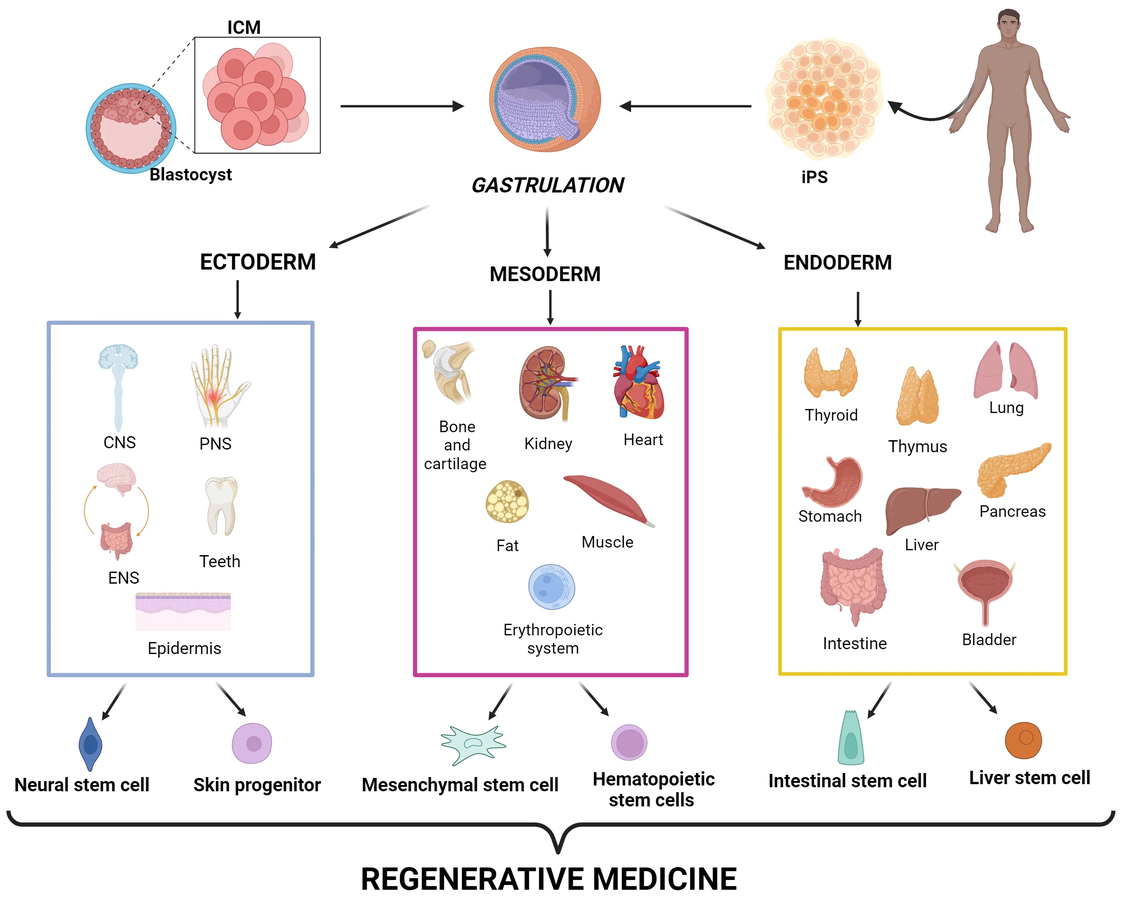 ICM
Blastocyst
iPS
GASTRULATION
ECTODERM
MESODERM
ENDODERM
CNS
PNS
ENS
Teeth
Epidermis
Bone
and
cartilage
Kidney
Heart
Fat
Muscle
Erythropoietic
system
Thyroid
Thymus
Lung
Stomach
Liver
Pancreas
Intestine
Bladder
Neural stem cell
Skin progenitor
Mesenchymal stem cell
Hematopoietic
stem cells
Intestinal stem cell
Liver stem cell
REGENERATIVE MEDICINE